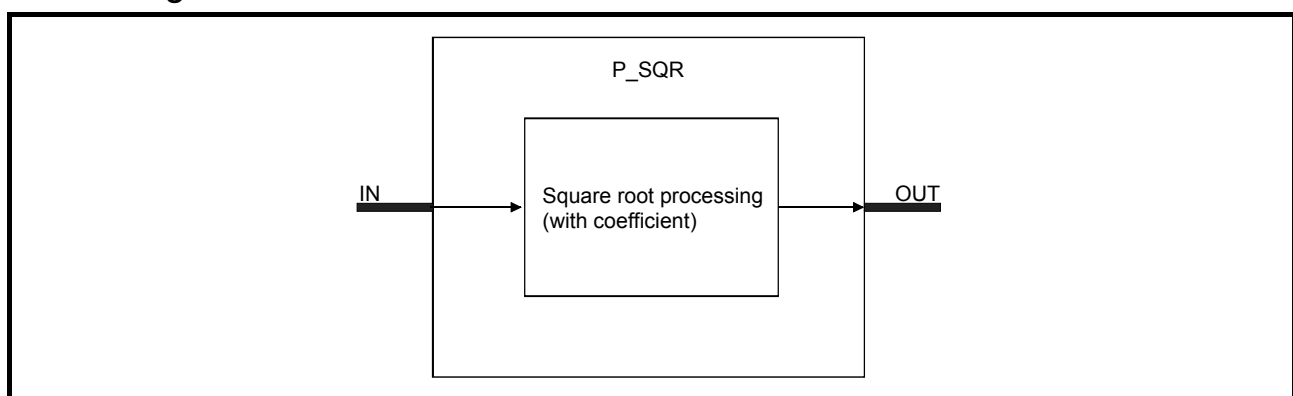 P_SQR
IN
Square root processing
(with coefficient)
OUT